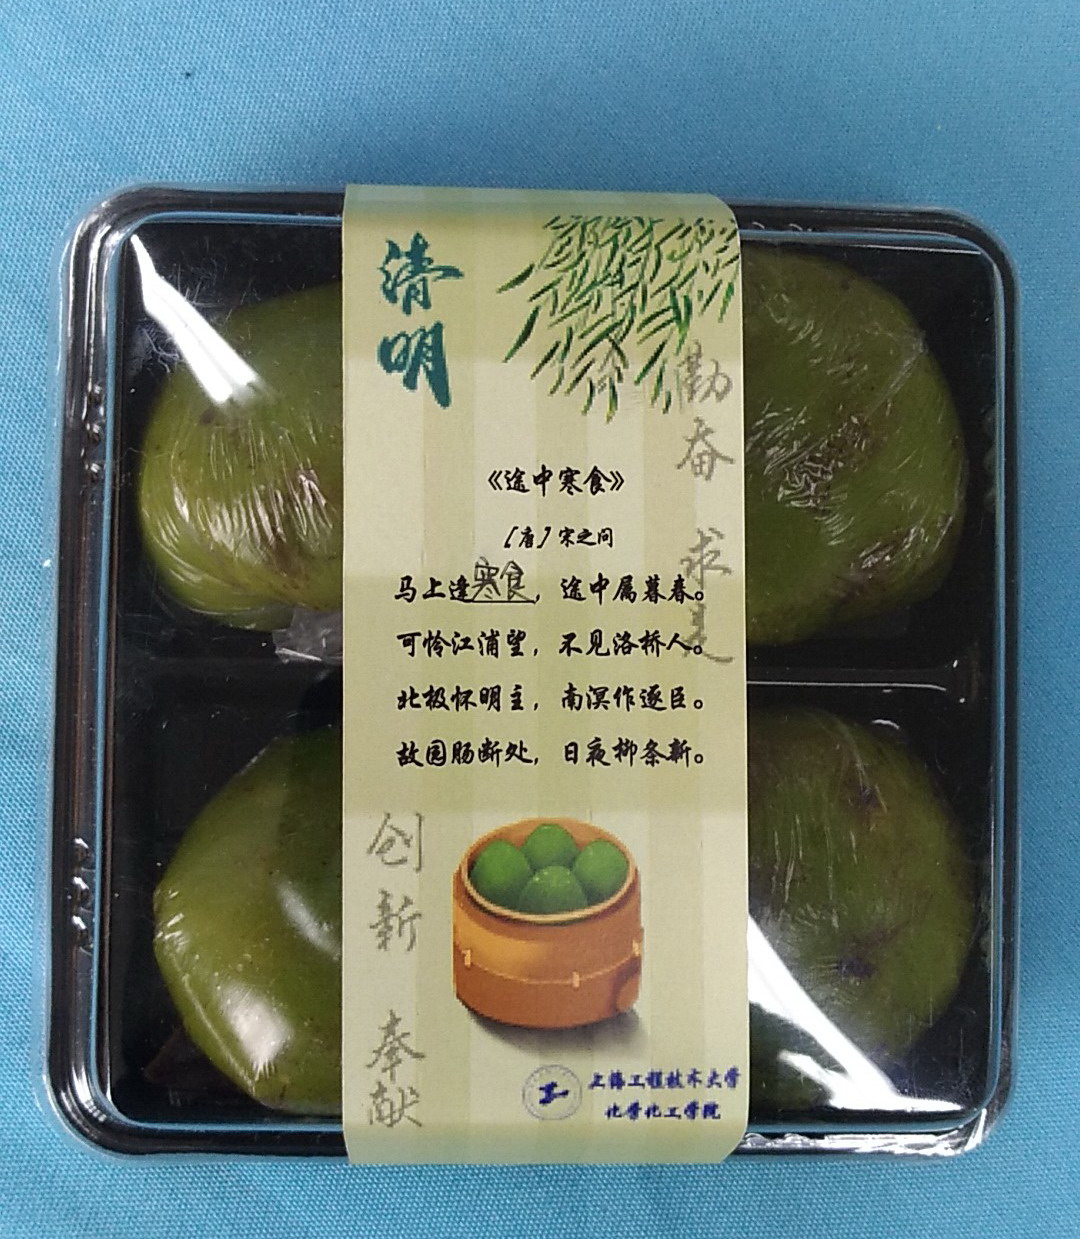 清明
《途中寒食》
[唐] 宋之问
马上逢寒食，途中属暮春。
可怜江浦望，不见洛桥人。
北极怀明主，南溟作逐臣。
故园肠断处，日夜柳条新。
勤奋 求是
创新 奉献
上海工程技术大学
化学化工学院